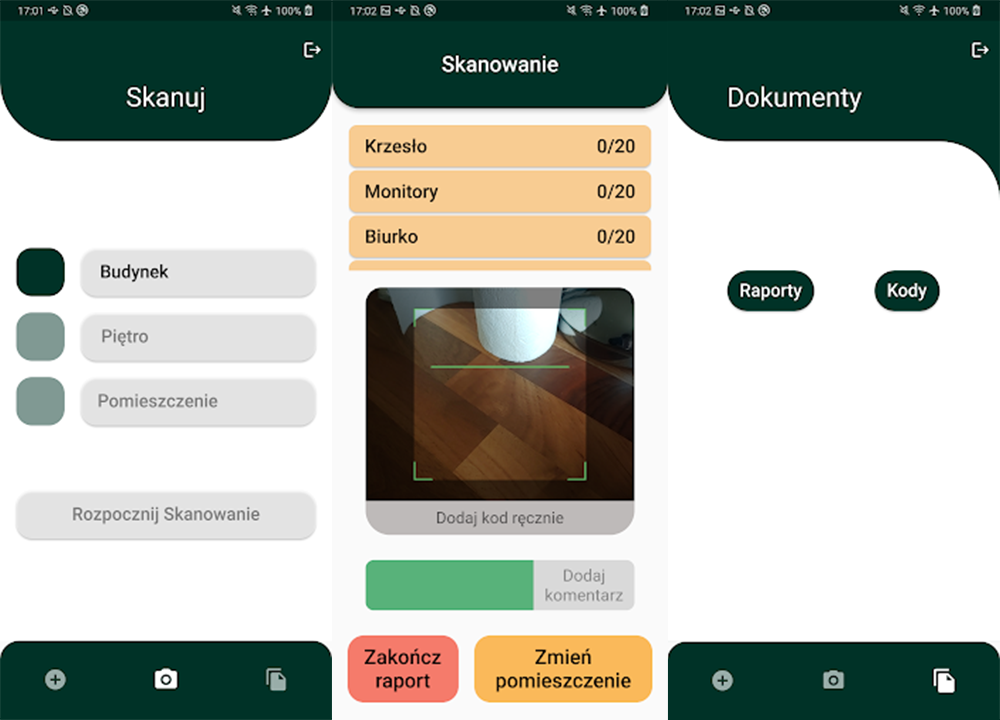 17:01
100%
Skanuj
Budynek
Piętro
Pomieszczenie
Rozpocznij Skanowanie
17:02
100%
Skanowanie
Krzesło 0/20
Monitory 0/20
Biurko 0/20
Dodaj kod ręcznie
Dodaj
komentarz
Zakończ
raport
Zmień
pomieszczenie
17:02
100%
Dokumenty
Raporty
Kody